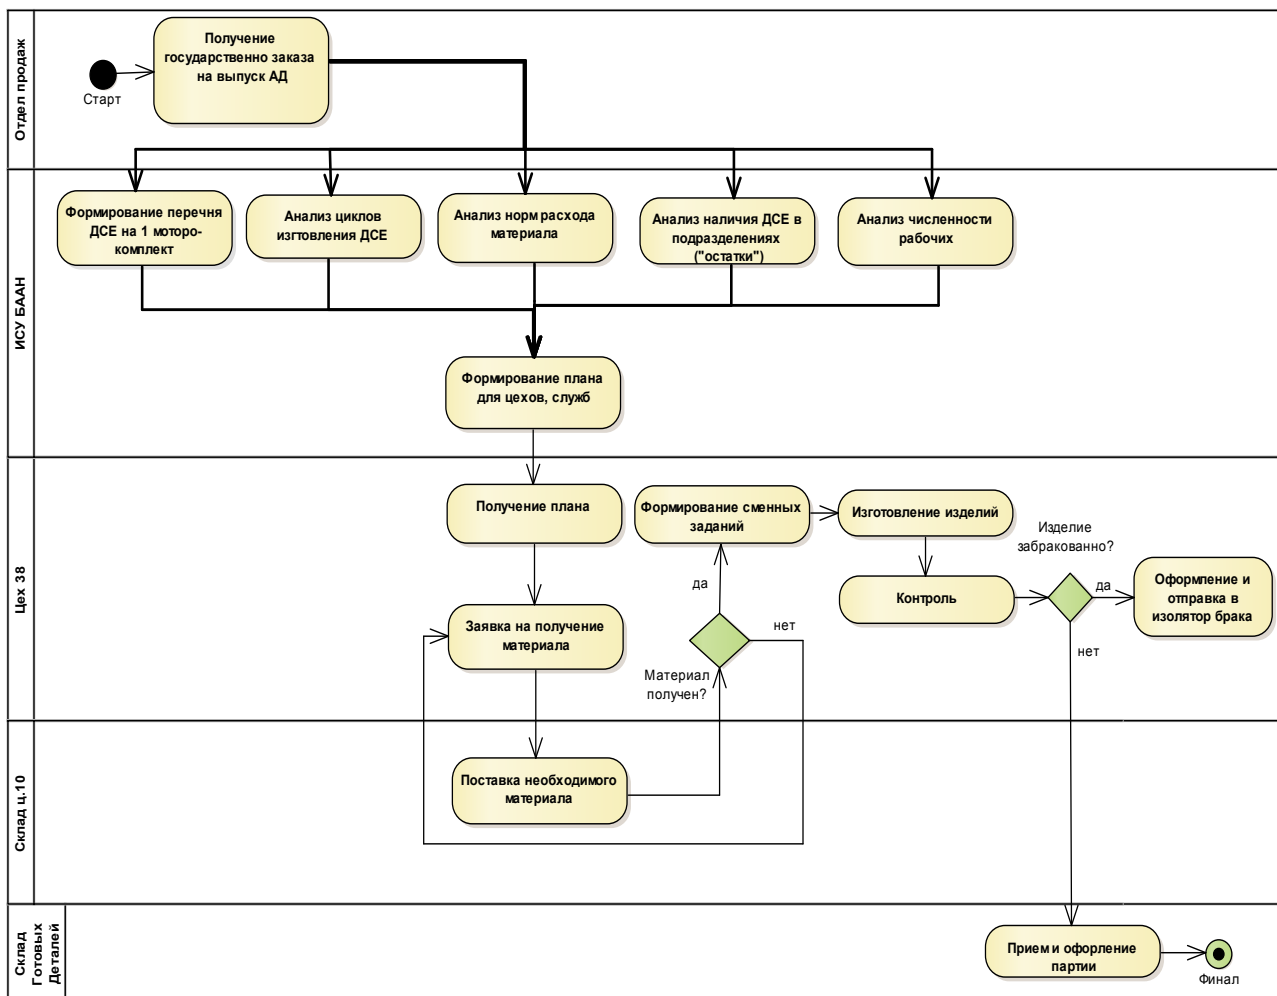 Отдел продаж
Получение
государственно заказа
на выпуск АД
Старт
ИСУ БААН
Формирование перечня
ДСЕ на 1 моторо-
комплект
Анализ циклов
изгтовления ДСЕ
Анализ норм расхода
материала
Анализ наличия ДСЕ в
подразделениях
("остатки")
Анализ численности
рабочих
Формирование плана
для цехов, служб
Цех 38
Получение плана
Формирование сменных
заданий
Изготовление изделий
Изделие
забракованно?
да
Контроль
да
Оформление и
отправка в
изолятор брака
Заявка на получение
материала
нет
нет
Материал
получен?
Склад ц.10
Поставка необходимого
материала
Склад
Готовых
Деталей
Прием и офорление
партии
Финал